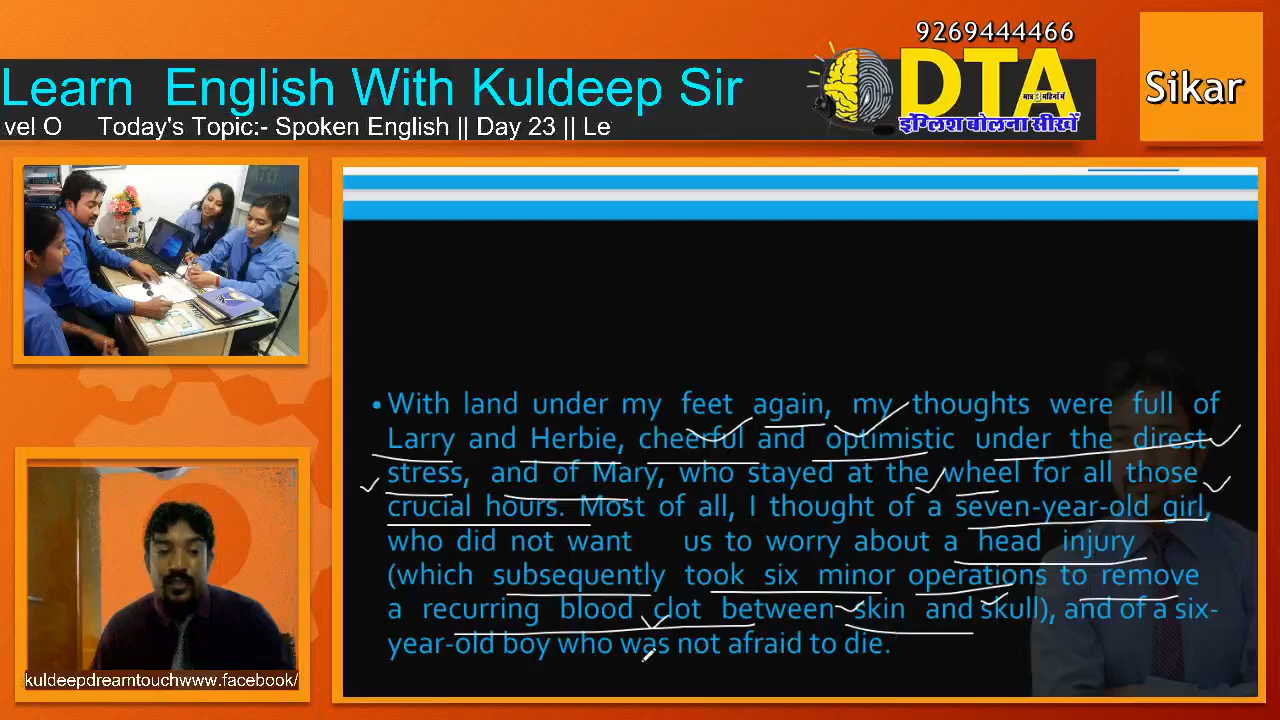 9269444466
Learn English With Kuldeep Sir
DTA
Sikar
vel O Today's Topic:- Spoken English || Day 23 || Le
इंग्लिश बोलना सीखें
• With land under my feet again, my thoughts were full of
Larry and Herbie, cheerful and optimistic under the direst
stress, and of Mary, who stayed at the wheel for all those
crucial hours. Most of all, I thought of a seven-year-old girl,
who did not want us to worry about a head injury
(which subsequently took six minor operations to remove
a recurring blood clot between skin and skull), and of a six-
year-old boy who was not afraid to die.
kuldeepdreamtouchwww.facebook/